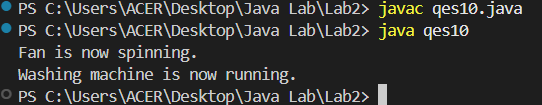 PS C:\Users\ACER\Desktop\Java Lab\Lab2> javac qes10.java
PS C:\Users\ACER\Desktop\Java Lab\Lab2> java qes10
Fan is now spinning.
Washing machine is now running.
PS C:\Users\ACER\Desktop\Java Lab\Lab2>